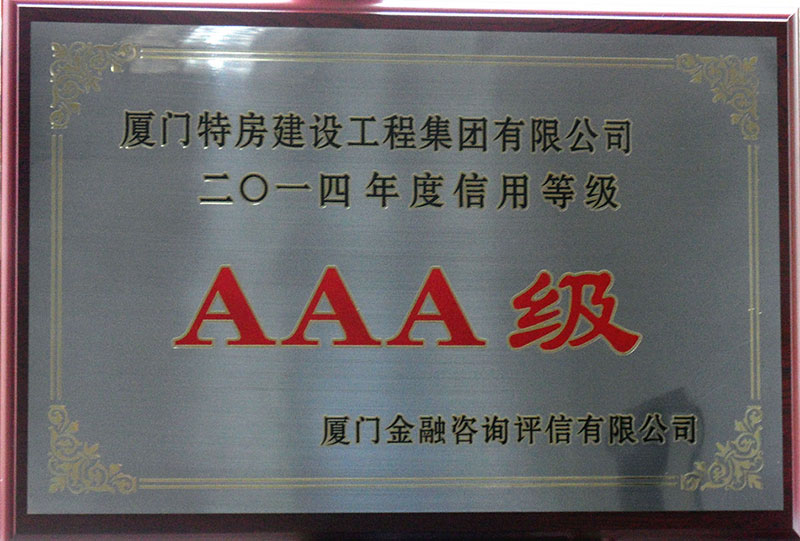 厦门特房建设工程集团有限公司
二〇一四年度信用等级
AAA级
厦门金融咨询评信有限公司